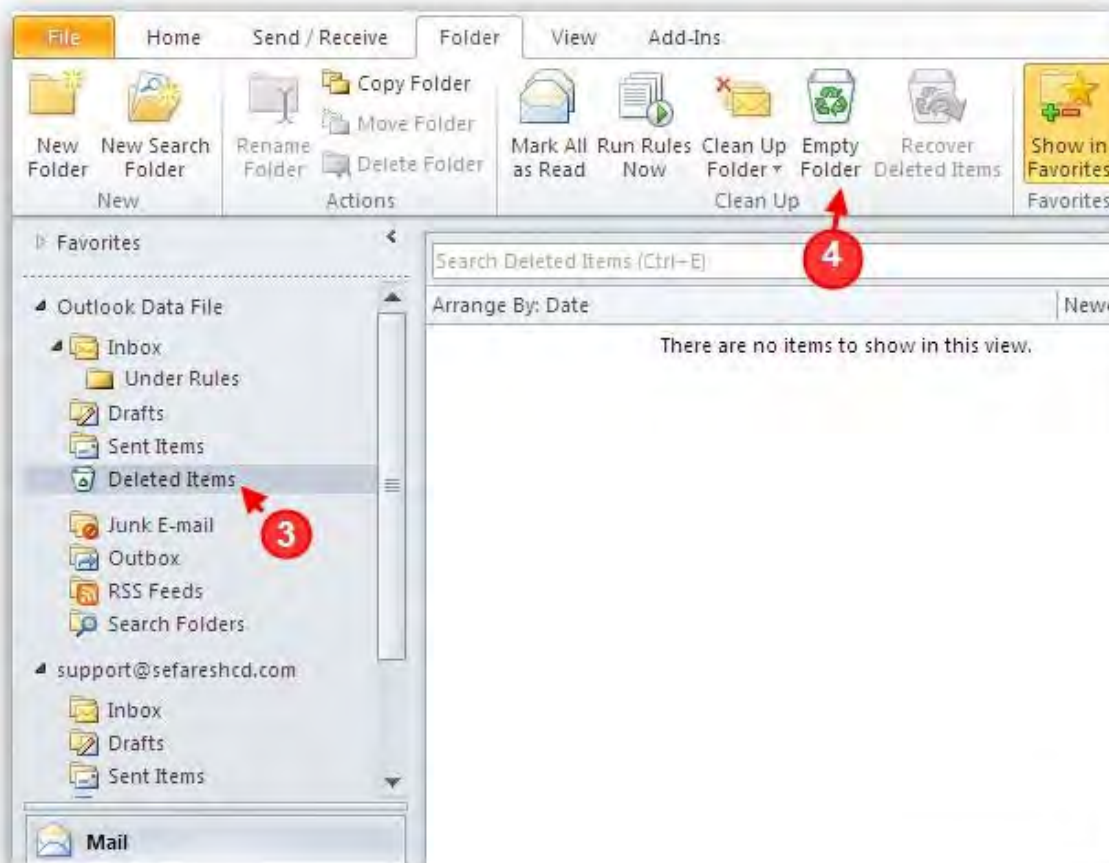 File Home Send / Receive Folder View Add-Ins
New Folder
New Search Folder
New
Rename Folder
Copy Folder
Move Folder
Delete Folder
Actions
Mark All as Read
Run Rules Now
Clean Up Folder
Empty Folder
Recover Deleted Items
Clean Up
Show in Favorites
Favorites
4
Favorites
Search Deleted Items (Ctrl+E)
Arrange By: Date
There are no items to show in this view.
Outlook Data File
Inbox
Under Rules
Drafts
Sent Items
Deleted Items
3
Junk E-mail
Outbox
RSS Feeds
Search Folders
support@sefareshcd.com
Inbox
Drafts
Sent Items
Mail